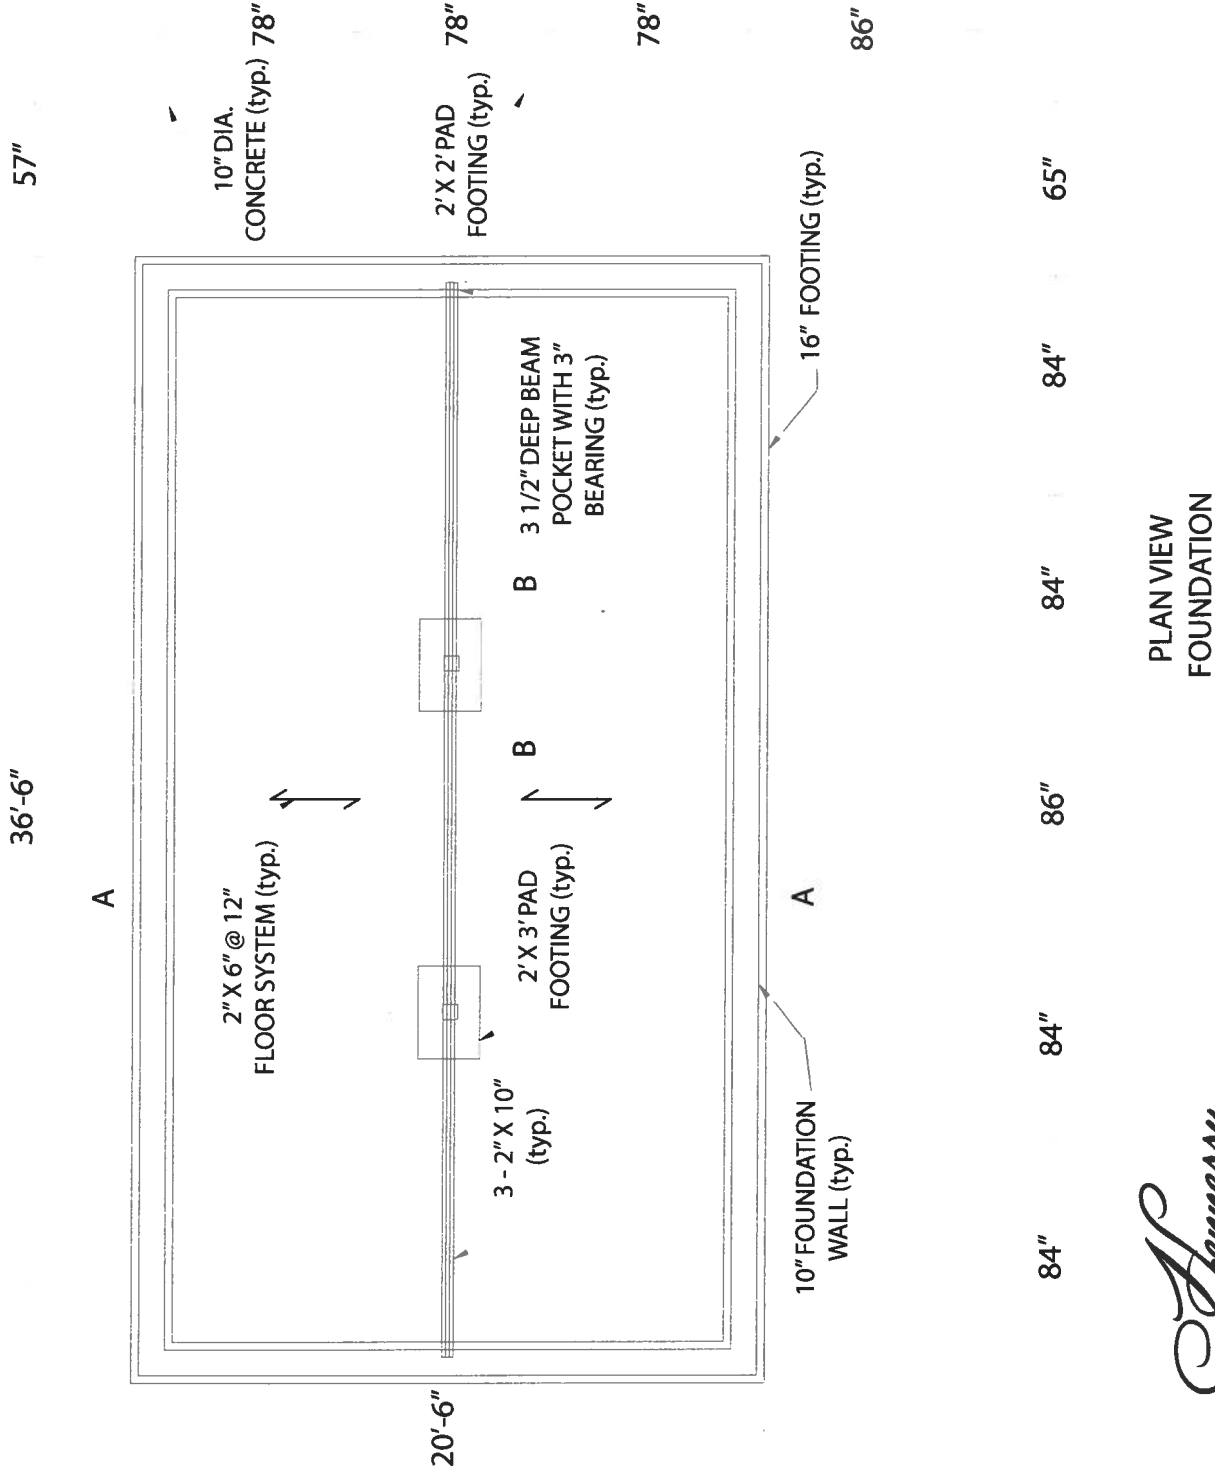 36'-6"
57"
A
20'-6"
2" X 6" @ 12"
FLOOR SYSTEM (typ.)
10" DIA.
CONCRETE (typ.)
78"
3 - 2" X 10"
(typ.)
2' X 3' PAD
FOOTING (typ.)
B
B
3 1/2" DEEP BEAM
POCKET WITH 3"
BEARING (typ.)
2' X 2' PAD
FOOTING (typ.)
78"
78"
10" FOUNDATION
WALL (typ.)
A
16" FOOTING (typ.)
86"
84"
84"
86"
84"
84"
65"
PLAN VIEW
FOUNDATION
Hennessy